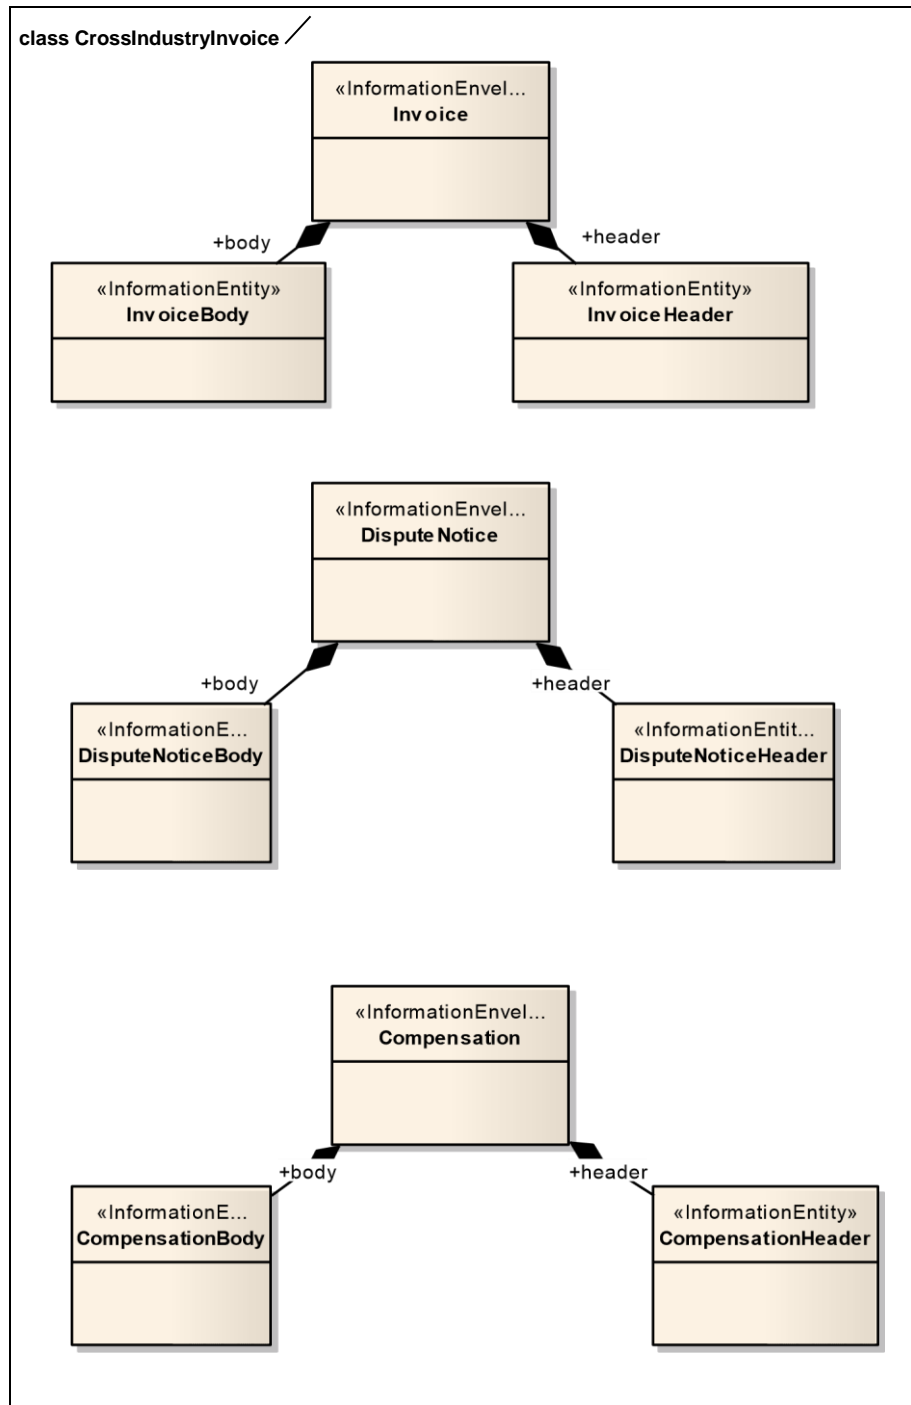 class CrossIndustryInvoice
«InformationEnvel...
Invoice
+body
+header
«InformationEntity»
InvoiceBody
«InformationEntity»
InvoiceHeader
«InformationEnvel...
DisputeNotice
+body
+header
«InformationE...
DisputeNoticeBody
«InformationEntit...
DisputeNoticeHeader
«InformationEnvel...
Compensation
+body
+header
«InformationE...
CompensationBody
«InformationEntity»
CompensationHeader